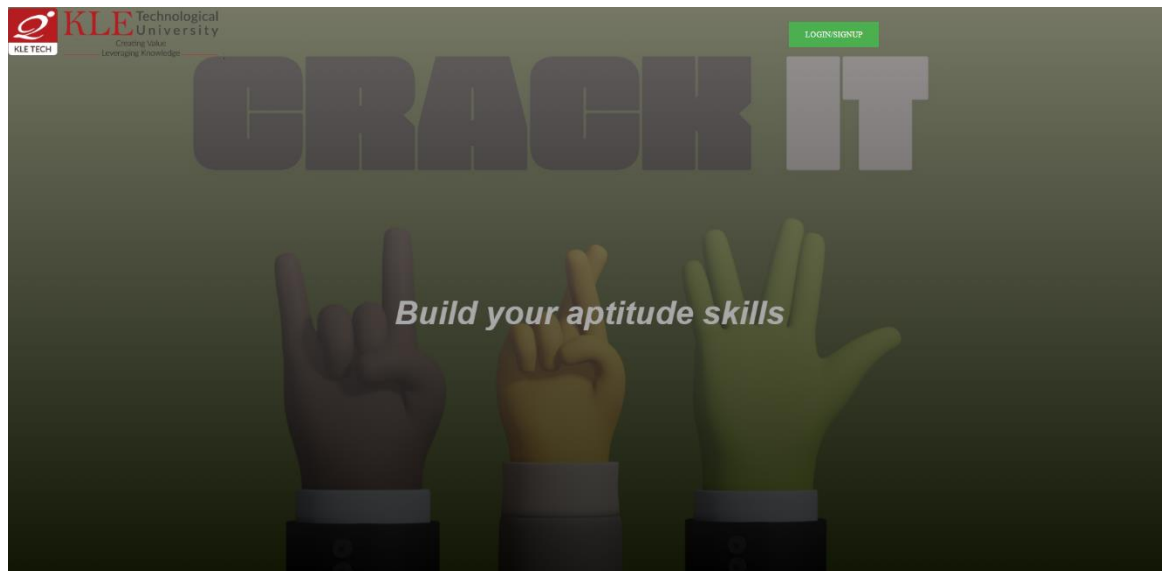 KLE Technological
University
Creating Value
Leveraging Knowledge
KLE TECH
LOGIN/SIGNUP
CRACK IT
Build your aptitude skills